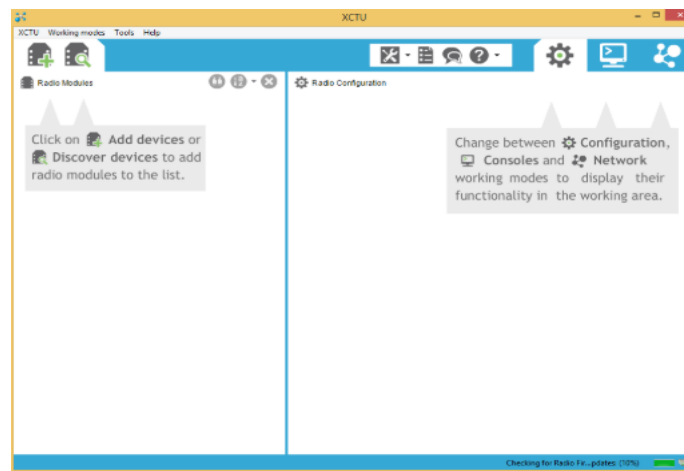 XCTU
XCTU Working modes Tools Help
Radio Modules
Radio Configuration
Click on Add devices or
Discover devices to add
radio modules to the list.
Change between Configuration,
Consoles and Network
working modes to display their
functionality in the working area.
Checking for Radio Fir...pdates: (10%)